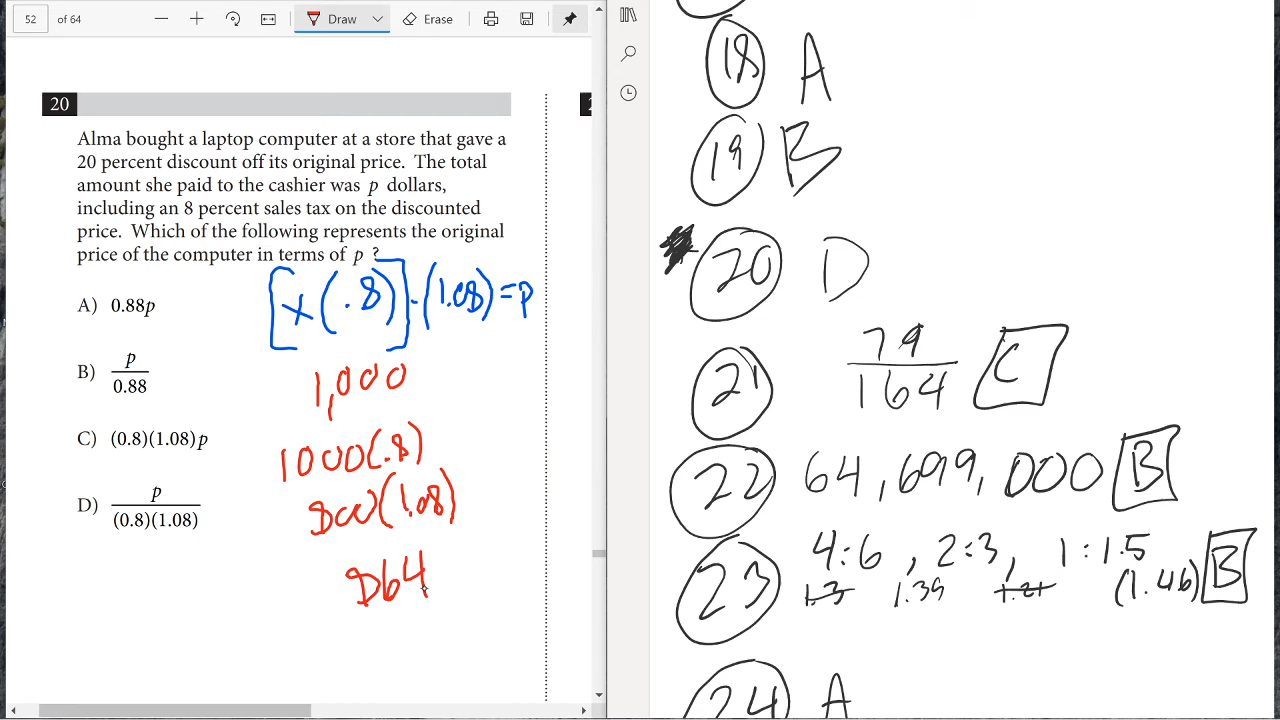 52 of 64 Draw Erase
20
Alma bought a laptop computer at a store that gave a
20 percent discount off its original price. The total
amount she paid to the cashier was p dollars,
including an 8 percent sales tax on the discounted
price. Which of the following represents the original
price of the computer in terms of p ?
[x(.8)]·(1.08)=p
A) 0.88p
B) p/0.88
C) (0.8)(1.08)p
D) p/(0.8)(1.08)
1,000
1000(.8)
800(1.08)
864
18 A
19 B
20 D
21 79/164 C
22 64,699,000 B
23 4:6, 2:3, 1:1.5 B
1.3 1.39 1.21 (1.46)
24 A